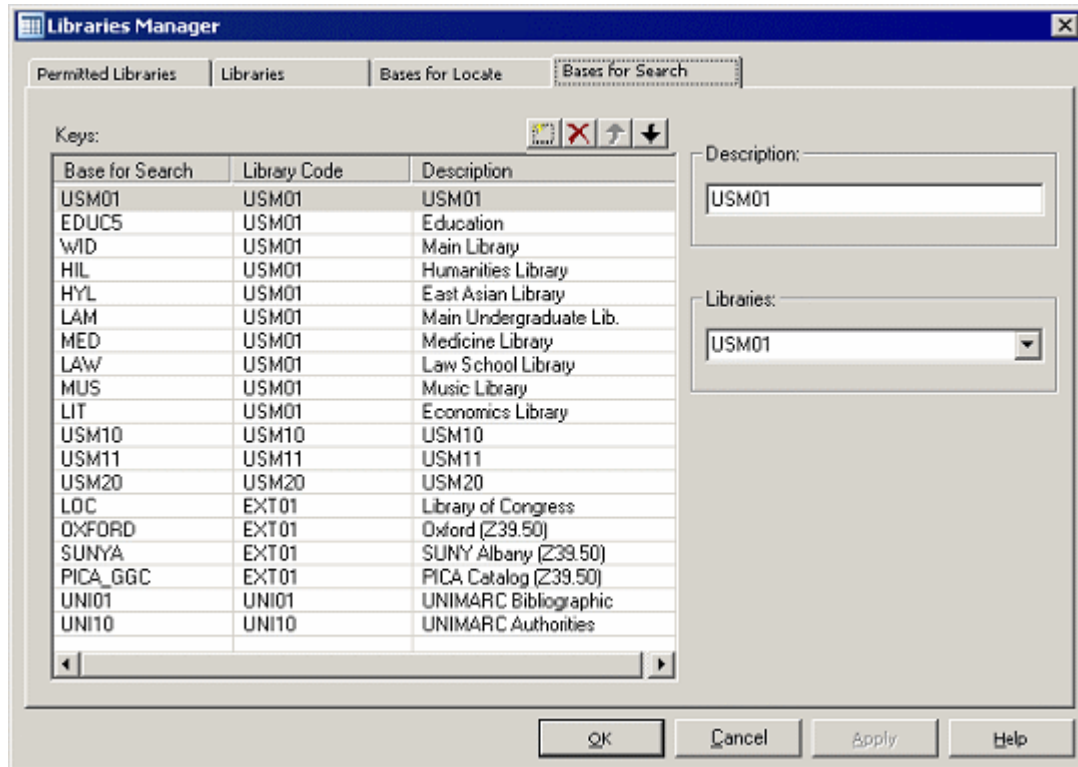 Libraries Manager
Permitted Libraries Libraries Bases for Locate Bases for Search
Keys:
Base for Search Library Code Description
USM01 USM01 USM01
EDUC5 USM01 Education
WID USM01 Main Library
HIL USM01 Humanities Library
HYL USM01 East Asian Library
LAM USM01 Main Undergraduate Lib.
MED USM01 Medicine Library
LAW USM01 Law School Library
MUS USM01 Music Library
LIT USM01 Economics Library
USM10 USM10 USM10
USM11 USM11 USM11
USM20 USM20 USM20
LOC EXT01 Library of Congress
OXFORD EXT01 Oxford (Z39.50)
SUNYA EXT01 SUNY Albany (Z39.50)
PICA_GGC EXT01 PICA Catalog (Z39.50)
UNI01 UNI01 UNIMARC Bibliographic
UNI10 UNI10 UNIMARC Authorities
Description:
USM01
Libraries:
USM01
OK Cancel Apply Help